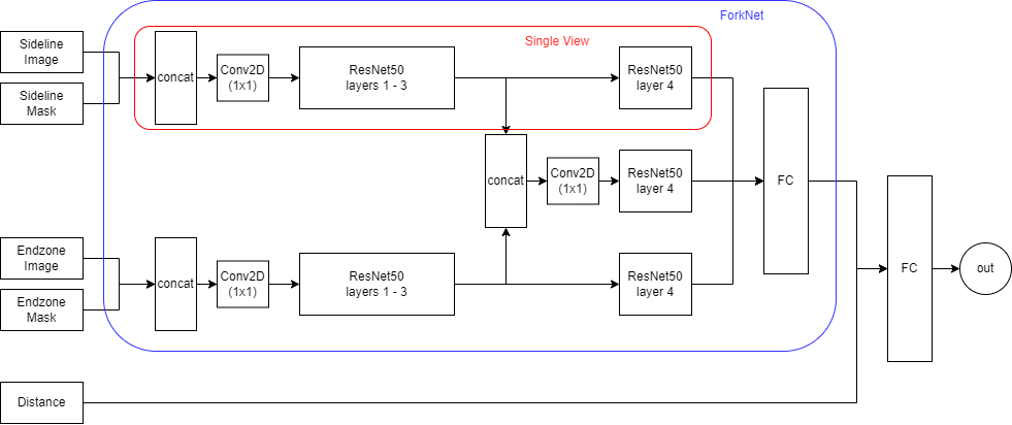 ForkNet
Single View
Sideline
Image
Sideline
Mask
concat
Conv2D
(1x1)
ResNet50
layers 1 - 3
ResNet50
layer 4
concat
Conv2D
(1x1)
ResNet50
layer 4
FC
Endzone
Image
Endzone
Mask
concat
Conv2D
(1x1)
ResNet50
layers 1 - 3
ResNet50
layer 4
FC
out
Distance